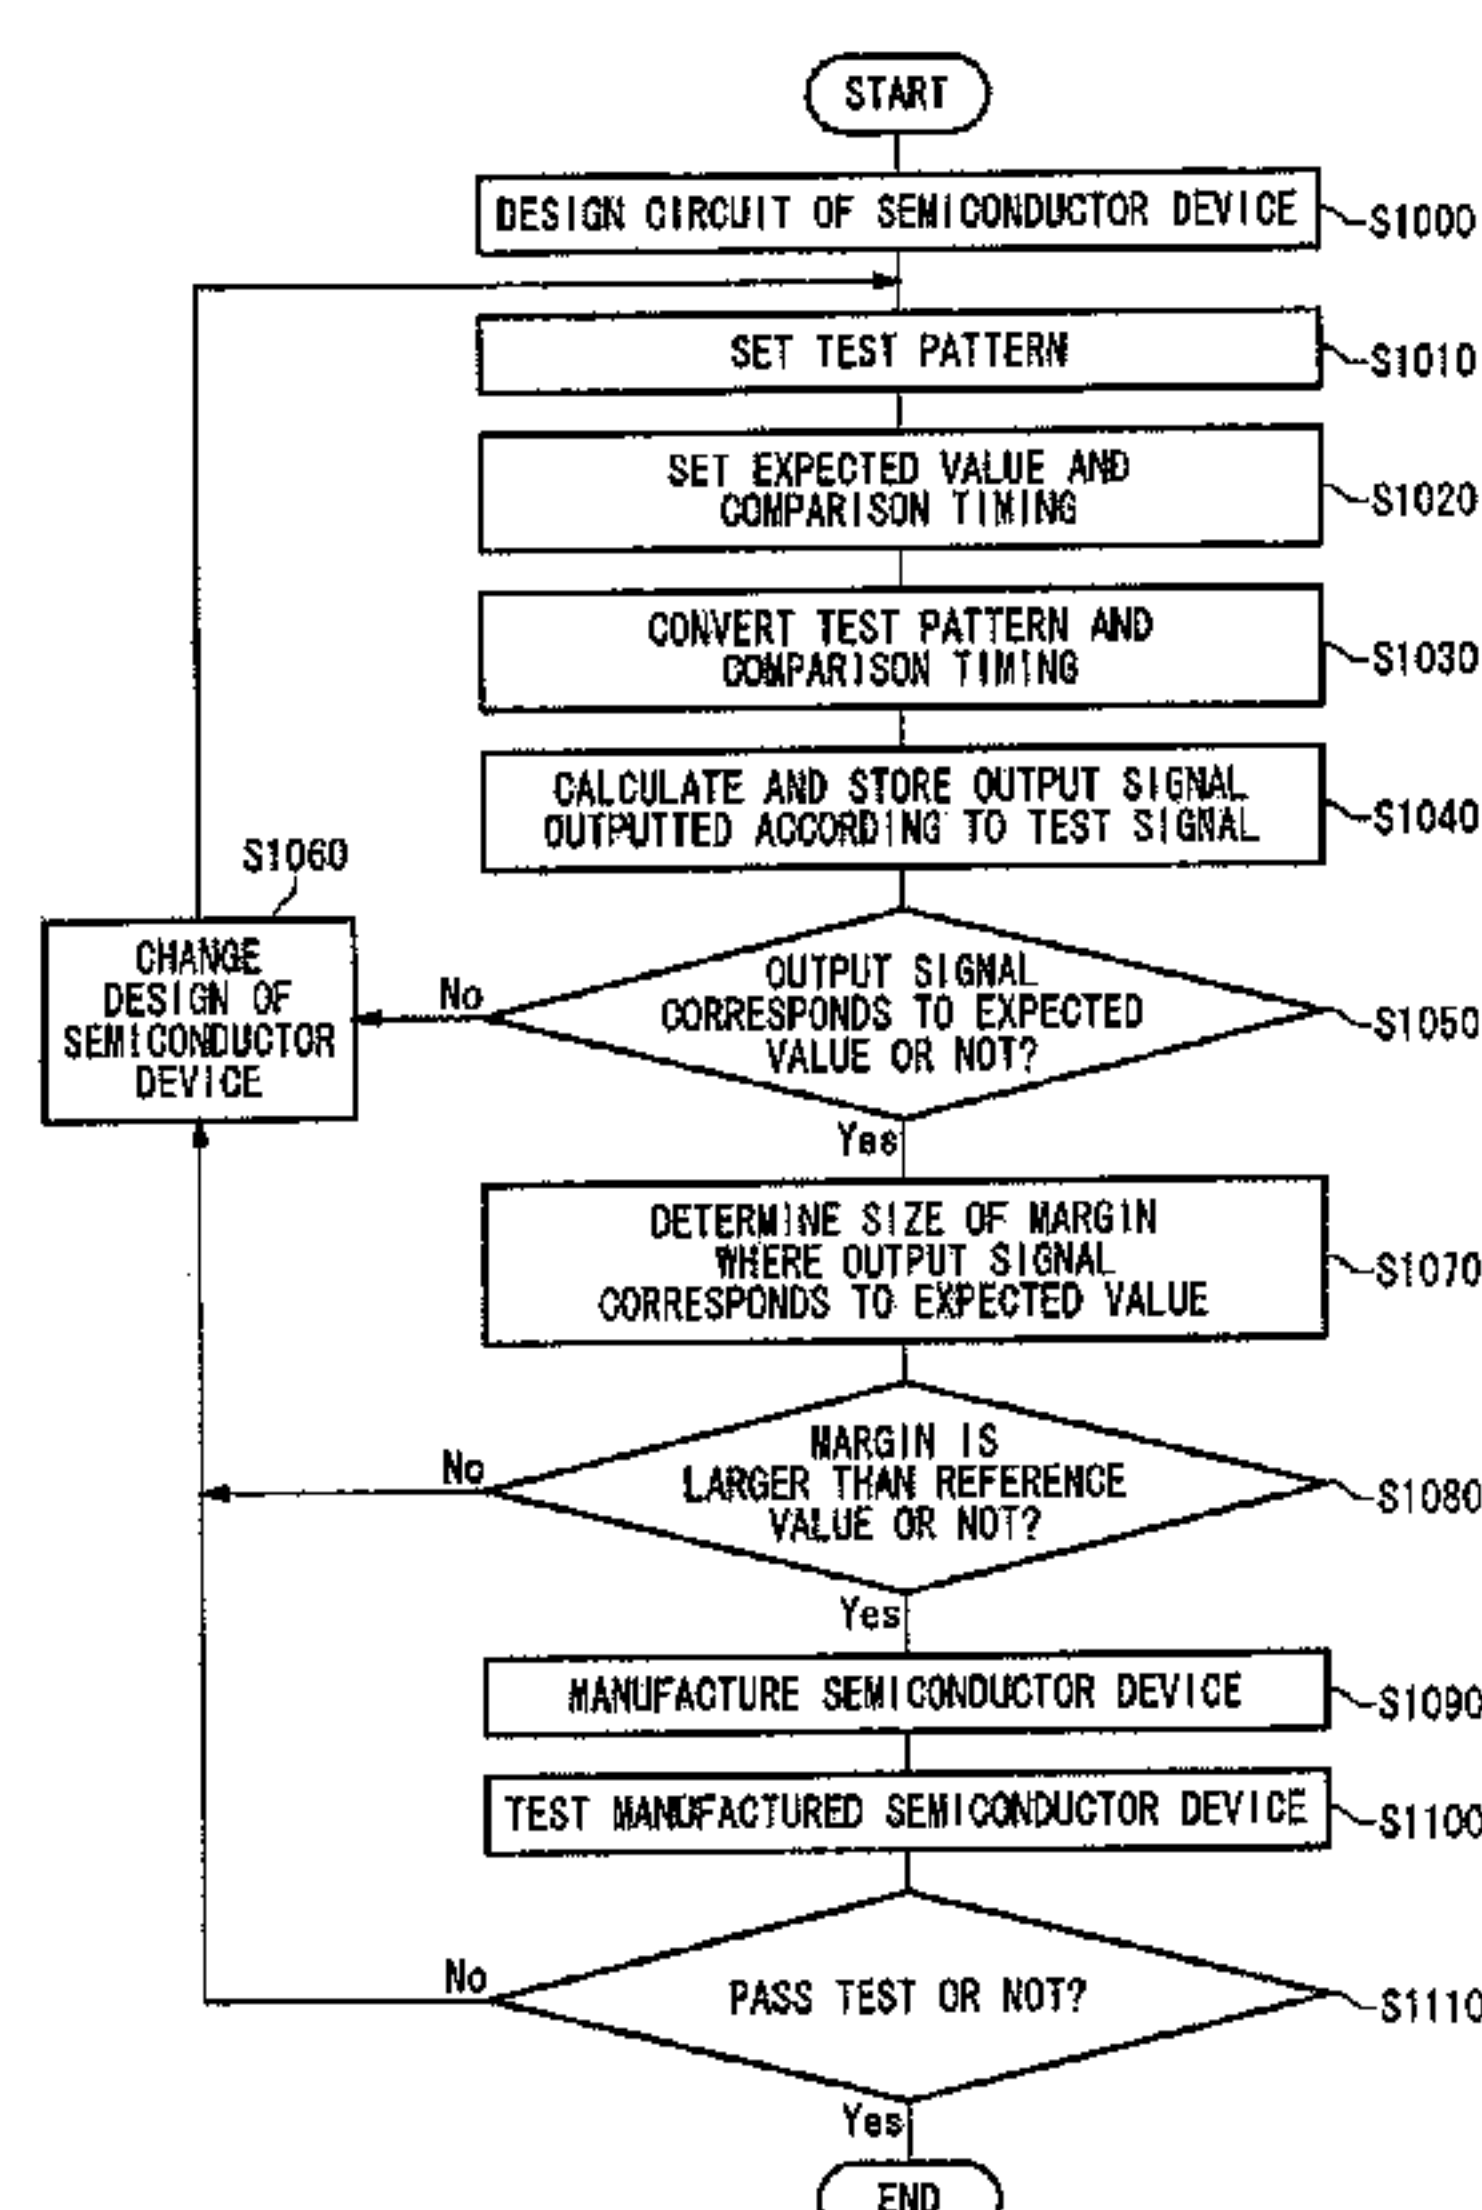 START
DESIGN CIRCUIT OF SEMICONDUCTOR DEVICE
S1000
SET TEST PATTERN
S1010
SET EXPECTED VALUE AND
COMPARISON TIMING
S1020
CONVERT TEST PATTERN AND
COMPARISON TIMING
S1030
CALCULATE AND STORE OUTPUT SIGNAL
OUTPUTTED ACCORDING TO TEST SIGNAL
S1040
S1060
CHANGE
DESIGN OF
SEMICONDUCTOR
DEVICE
No
OUTPUT SIGNAL
CORRESPONDS TO EXPECTED
VALUE OR NOT?
S1050
Yes
DETERMINE SIZE OF MARGIN
WHERE OUTPUT SIGNAL
CORRESPONDS TO EXPECTED VALUE
S1070
No
MARGIN IS
LARGER THAN REFERENCE
VALUE OR NOT?
S1080
Yes
MANUFACTURE SEMICONDUCTOR DEVICE
S1090
TEST MANUFACTURED SEMICONDUCTOR DEVICE
S1100
No
PASS TEST OR NOT?
S1110
Yes
END